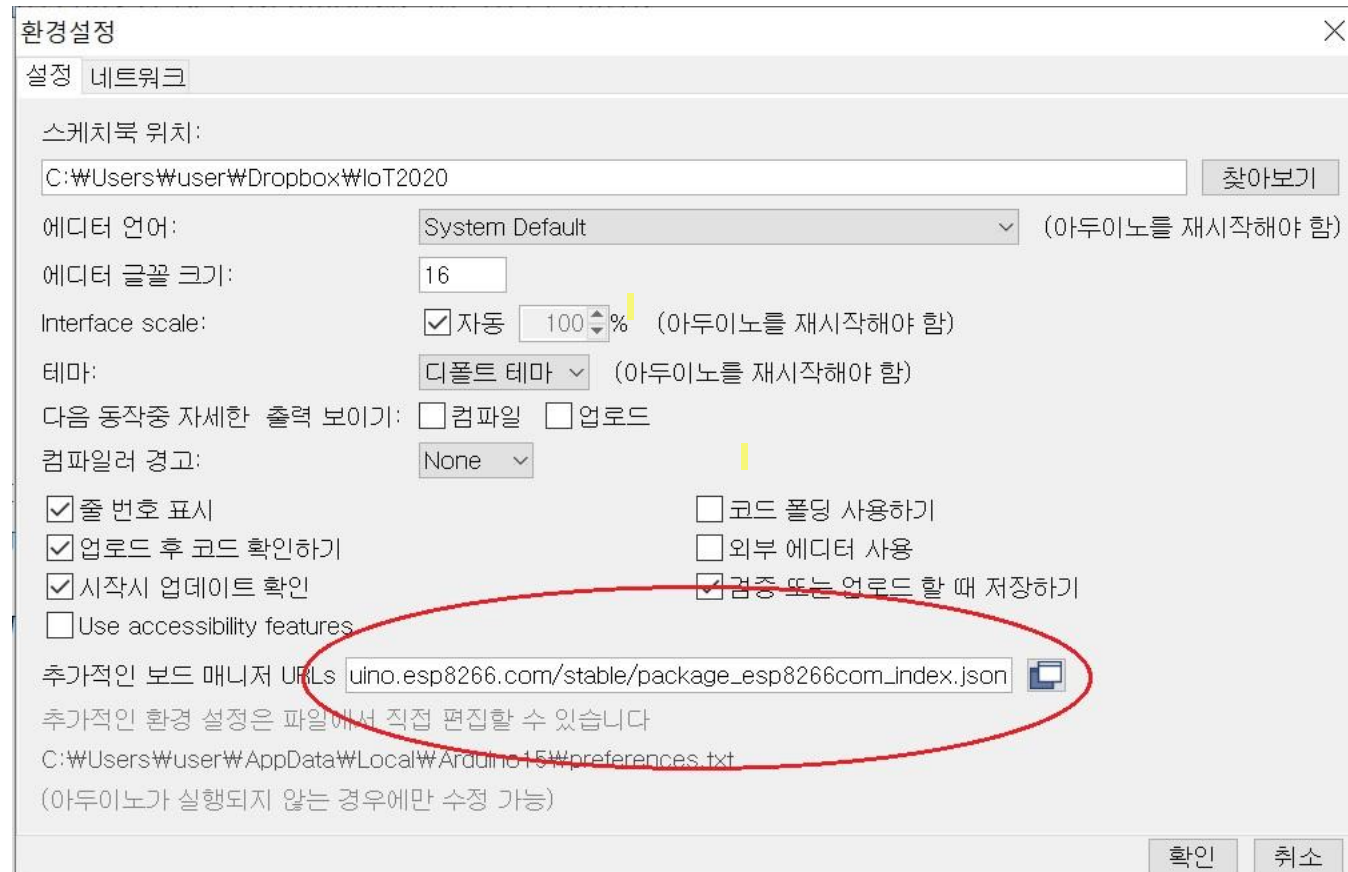 환경설정
설정 네트워크
스케치북 위치:
C:₩Users₩user₩Dropbox₩IoT2020 찾아보기
에디터 언어: System Default (아두이노를 재시작해야 함)
에디터 글꼴 크기: 16
Interface scale: 자동 100 % (아두이노를 재시작해야 함)
테마: 디폴트 테마 (아두이노를 재시작해야 함)
다음 동작중 자세한 출력 보이기: 컴파일 업로드
컴파일러 경고: None
줄 번호 표시 코드 폴딩 사용하기
업로드 후 코드 확인하기 외부 에디터 사용
시작시 업데이트 확인 검증 또는 업로드 할 때 저장하기
Use accessibility features
추가적인 보드 매니저 URLs uino.esp8266.com/stable/package_esp8266com_index.json
추가적인 환경 설정은 파일에서 직접 편집할 수 있습니다
C:₩Users₩user₩AppData₩Local₩Arduino15₩preferences.txt
(아두이노가 실행되지 않는 경우에만 수정 가능)
확인 취소